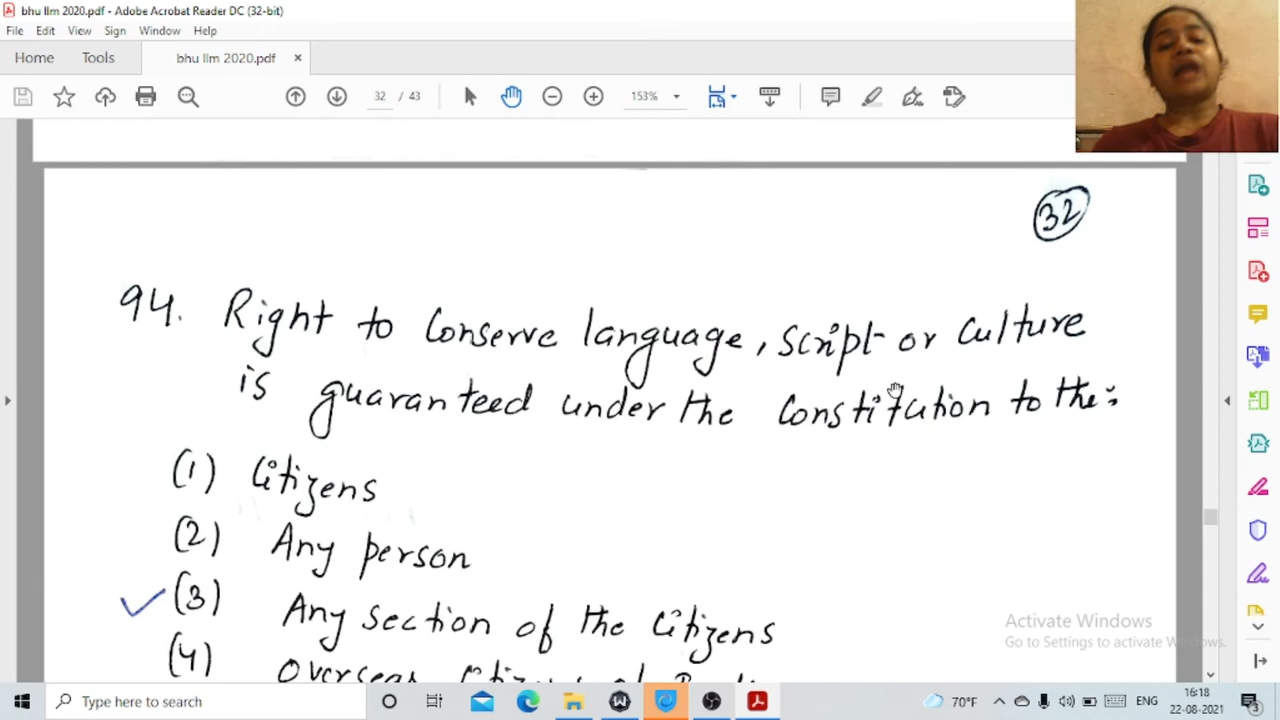 bhu llm 2020.pdf - Adobe Acrobat Reader DC (32-bit)
File Edit View Sign Window Help
Home Tools bhu llm 2020.pdf ×
32 / 43 153%
32
94. Right to Conserve language, Script or Culture
is guaranteed under the Constitution to the:
(1) Citizens
(2) Any person
(3) Any section of the Citizens
(4)
Activate Windows
Go to Settings to activate Windows.
Type here to search
70°F ENG 16:18
22-08-2021
3